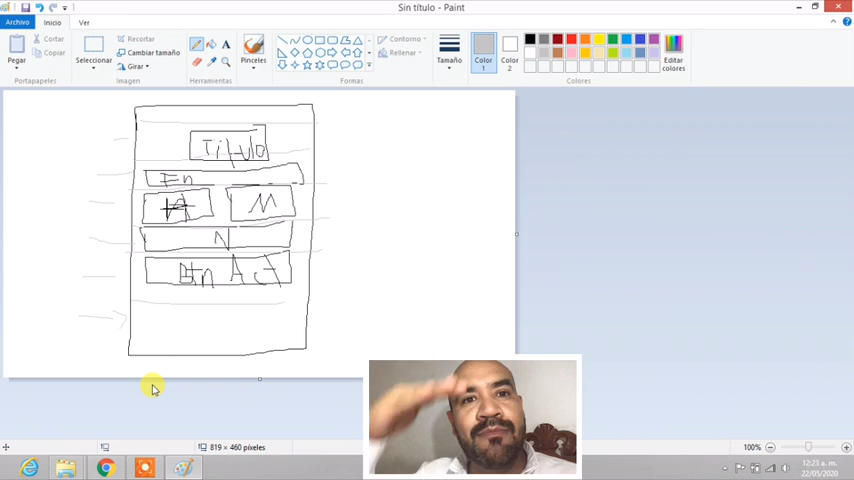 Sin título - Paint
Archivo Inicio Ver
Pegar Cortar Copiar Portapapeles
Seleccionar Recortar Cambiar tamaño Girar Imagen
Herramientas
Pinceles
Contorno Rellenar Formas
Tamaño
Color 1 Color 2 Editar colores Colores
Título
En
A M
N
Btn Act
819 × 460 píxeles 100%
12:23 a. m.
22/05/2020